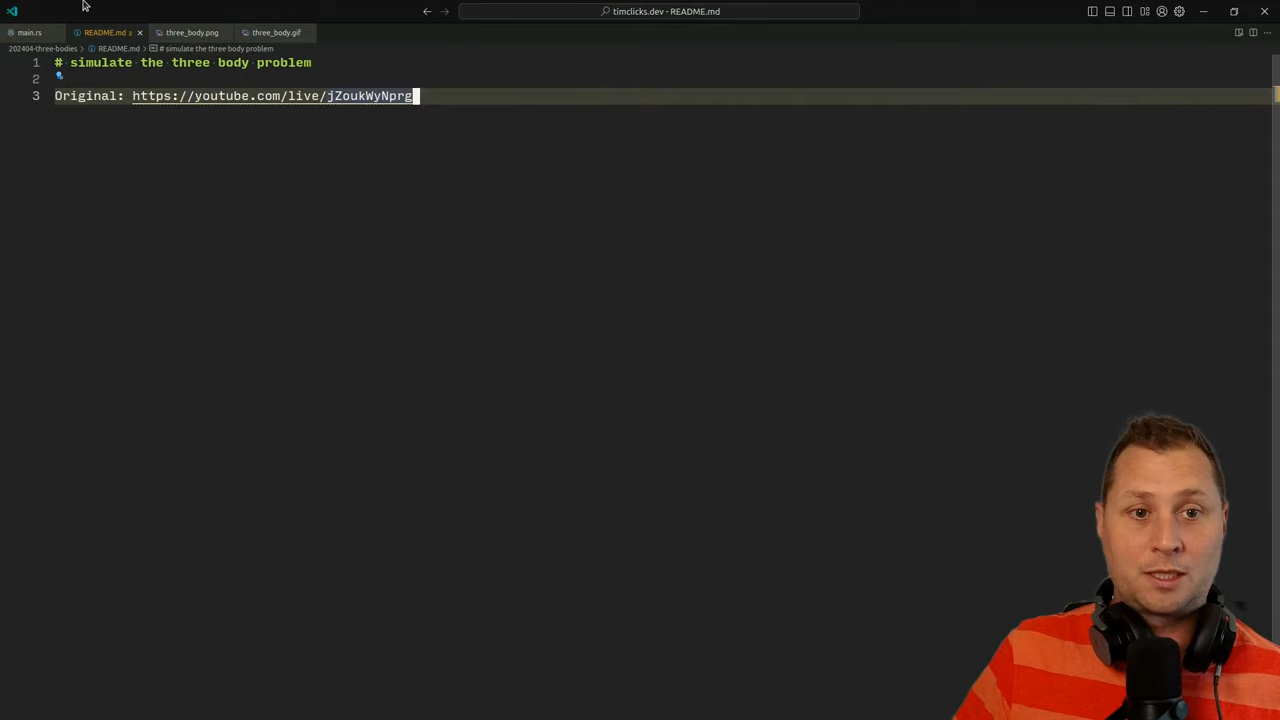 timclicks.dev - README.md
main.rs
README.md 2
three_body.png
three_body.gif
202404-three-bodies > README.md > # simulate the three body problem
1 # simulate the three body problem
2
3 Original: https://youtube.com/live/jZoukWyNprg